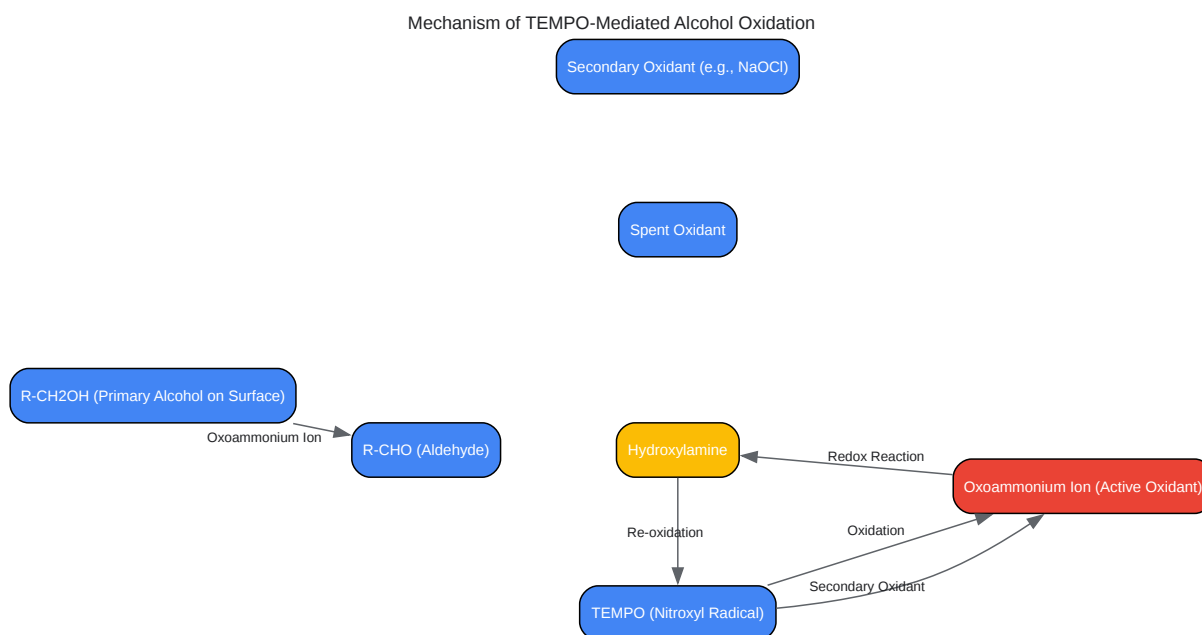 Mechanism of TEMPO-Mediated Alcohol Oxidation
Secondary Oxidant (e.g., NaOCl)
Spent Oxidant
R-CH2OH (Primary Alcohol on Surface)
Oxoammonium Ion
R-CHO (Aldehyde)
Hydroxylamine
Redox Reaction
Oxoammonium Ion (Active Oxidant)
Re-oxidation
Oxidation
Secondary Oxidant
TEMPO (Nitroxyl Radical)